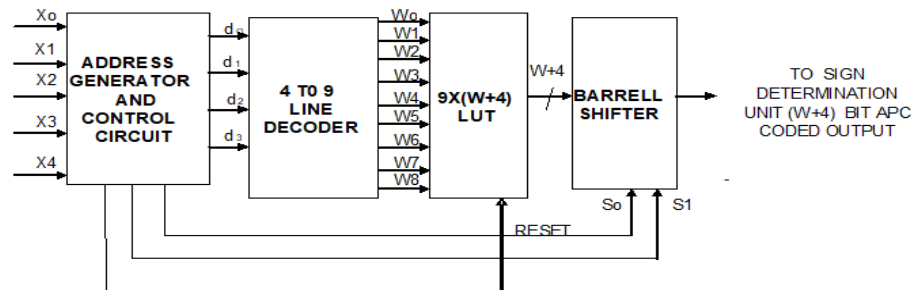 Xo
X1
X2
X3
X4
ADDRESS
GENERATOR
AND
CONTROL
CIRCUIT
d0
d1
d2
d3
4 T0 9
LINE
DECODER
Wo
W1
W2
W3
W4
W5
W6
W7
W8
9X(W+4)
LUT
W+4
BARRELL
SHIFTER
So
S1
RESET
TO SIGN
DETERMINATION
UNIT (W+4) BIT APC
CODED OUTPUT